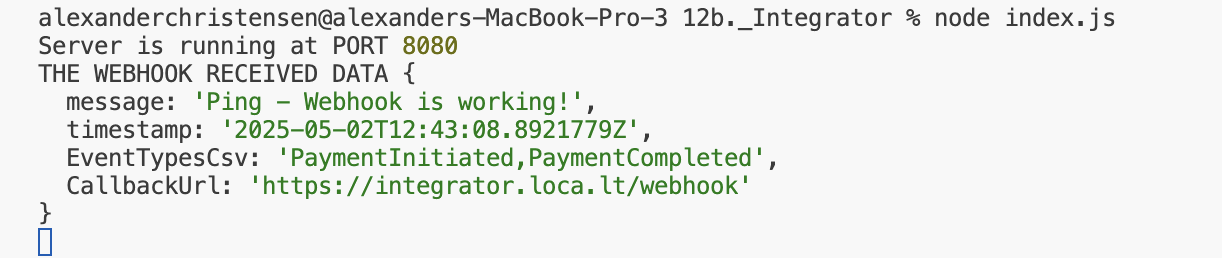 alexanderchristensen@alexanders-MacBook-Pro-3 12b._Integrator % node index.js
Server is running at PORT 8080
THE WEBHOOK RECEIVED DATA {
  message: 'Ping - Webhook is working!',
  timestamp: '2025-05-02T12:43:08.8921779Z',
  EventTypesCsv: 'PaymentInitiated,PaymentCompleted',
  CallbackUrl: 'https://integrator.loca.lt/webhook'
}